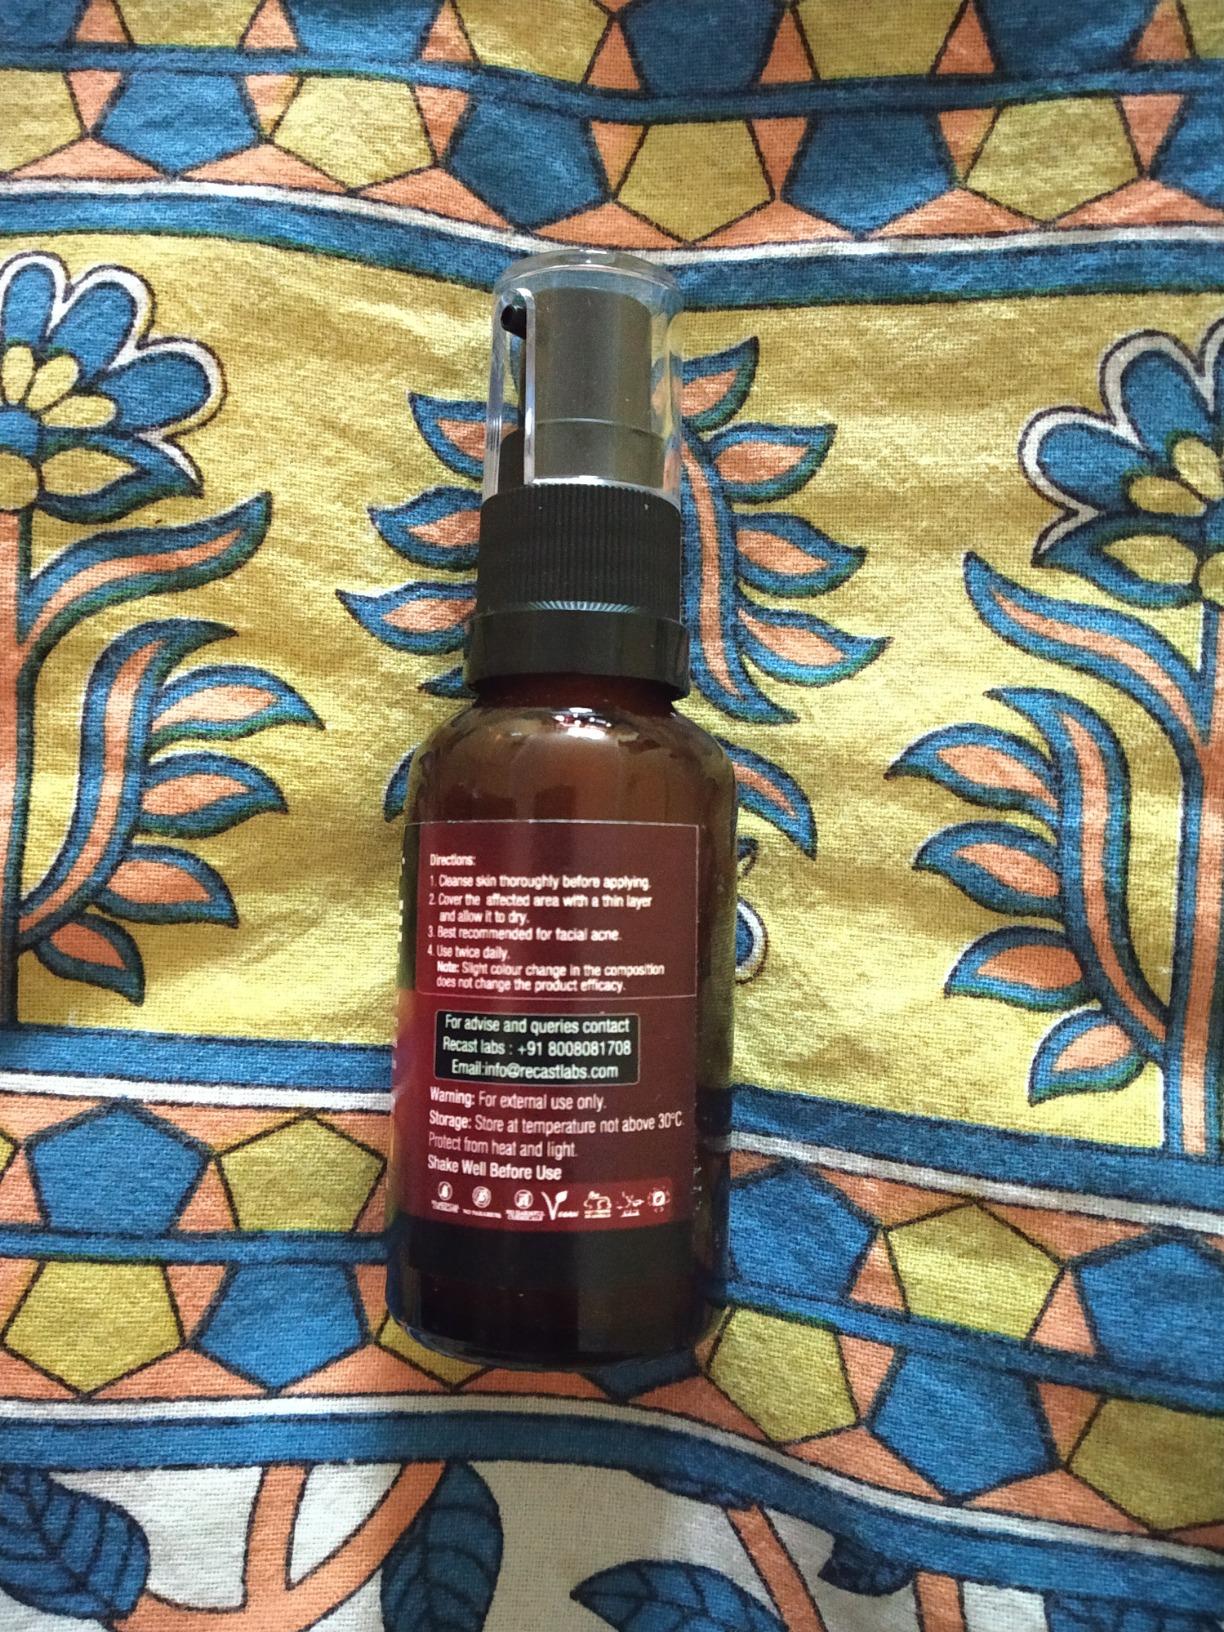 Directions:
1. Cleanse skin thoroughly before applying.
2. Cover the affected area with a thin layer
and allow it to dry.
3. Best recommended for facial acne.
4. Use twice daily.
Note: Slight colour change in the composition
does not change the product efficacy.
For advise and queries contact
Recast labs : +91 8008081708
Email:info@recastlabs.com
Warning: For external use only.
Storage: Store at temperature not above 30°C.
Protect from heat and light.
Shake Well Before Use
NO PARABENS
VEGAN